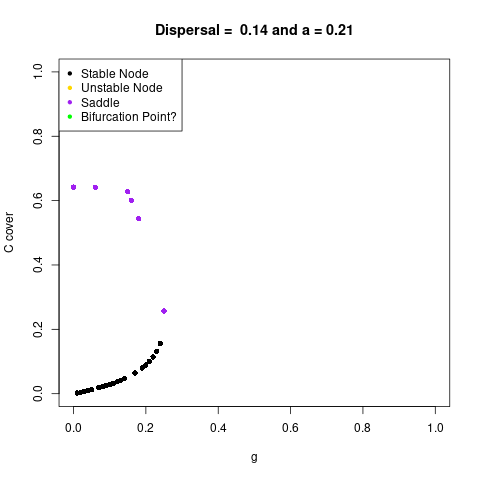 Dispersal =  0.14 and a = 0.21
Stable Node
Unstable Node
Saddle
Bifurcation Point?
C cover
1.0
0.8
0.6
0.4
0.2
0.0
0.0 0.2 0.4 0.6 0.8 1.0
g